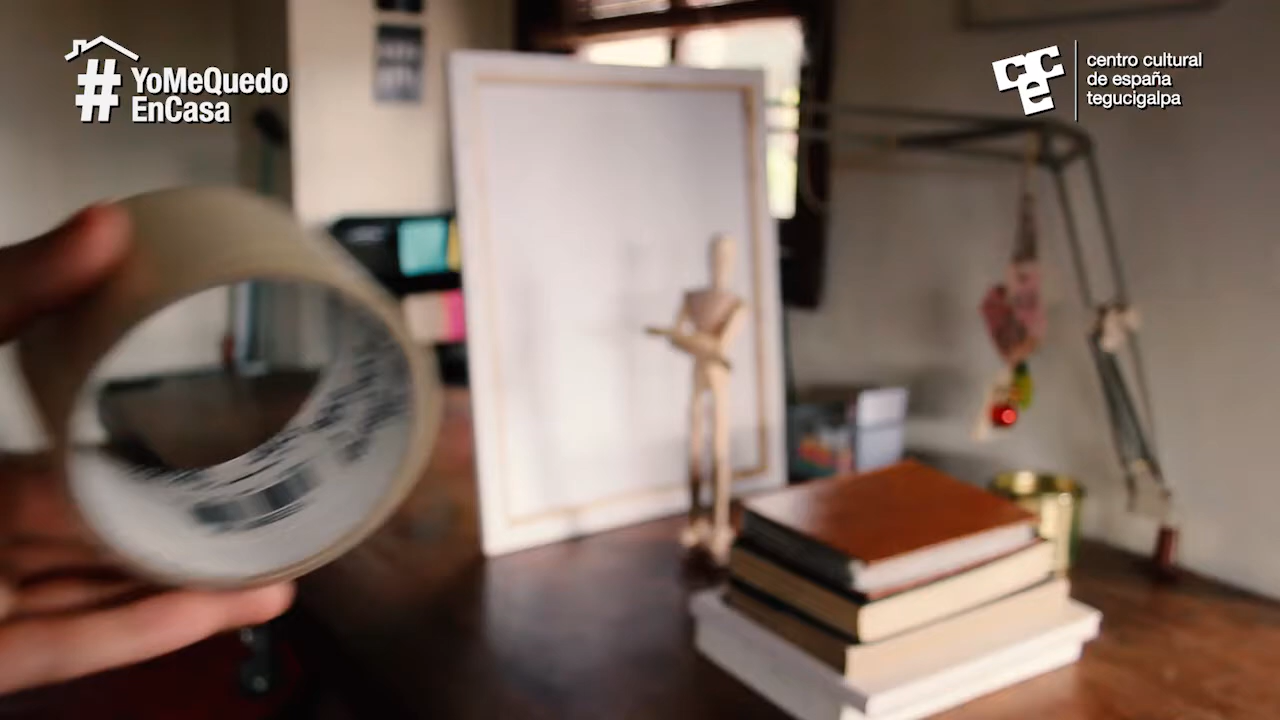 #YoMeQuedo
EnCasa
cce
centro cultural
de españa
tegucigalpa